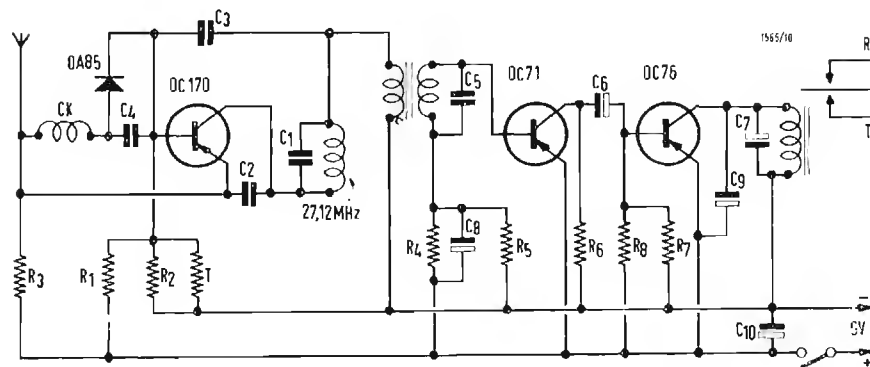 C3
1565/10
R
OA85
OC170
C5
OC71
C6
OC76
CK
C4
C1
C7
T
C2
C9
27,12MHz
C8
R3
R1
R2
T
R4
R5
R6
R8
R7
−
C10
9V
+